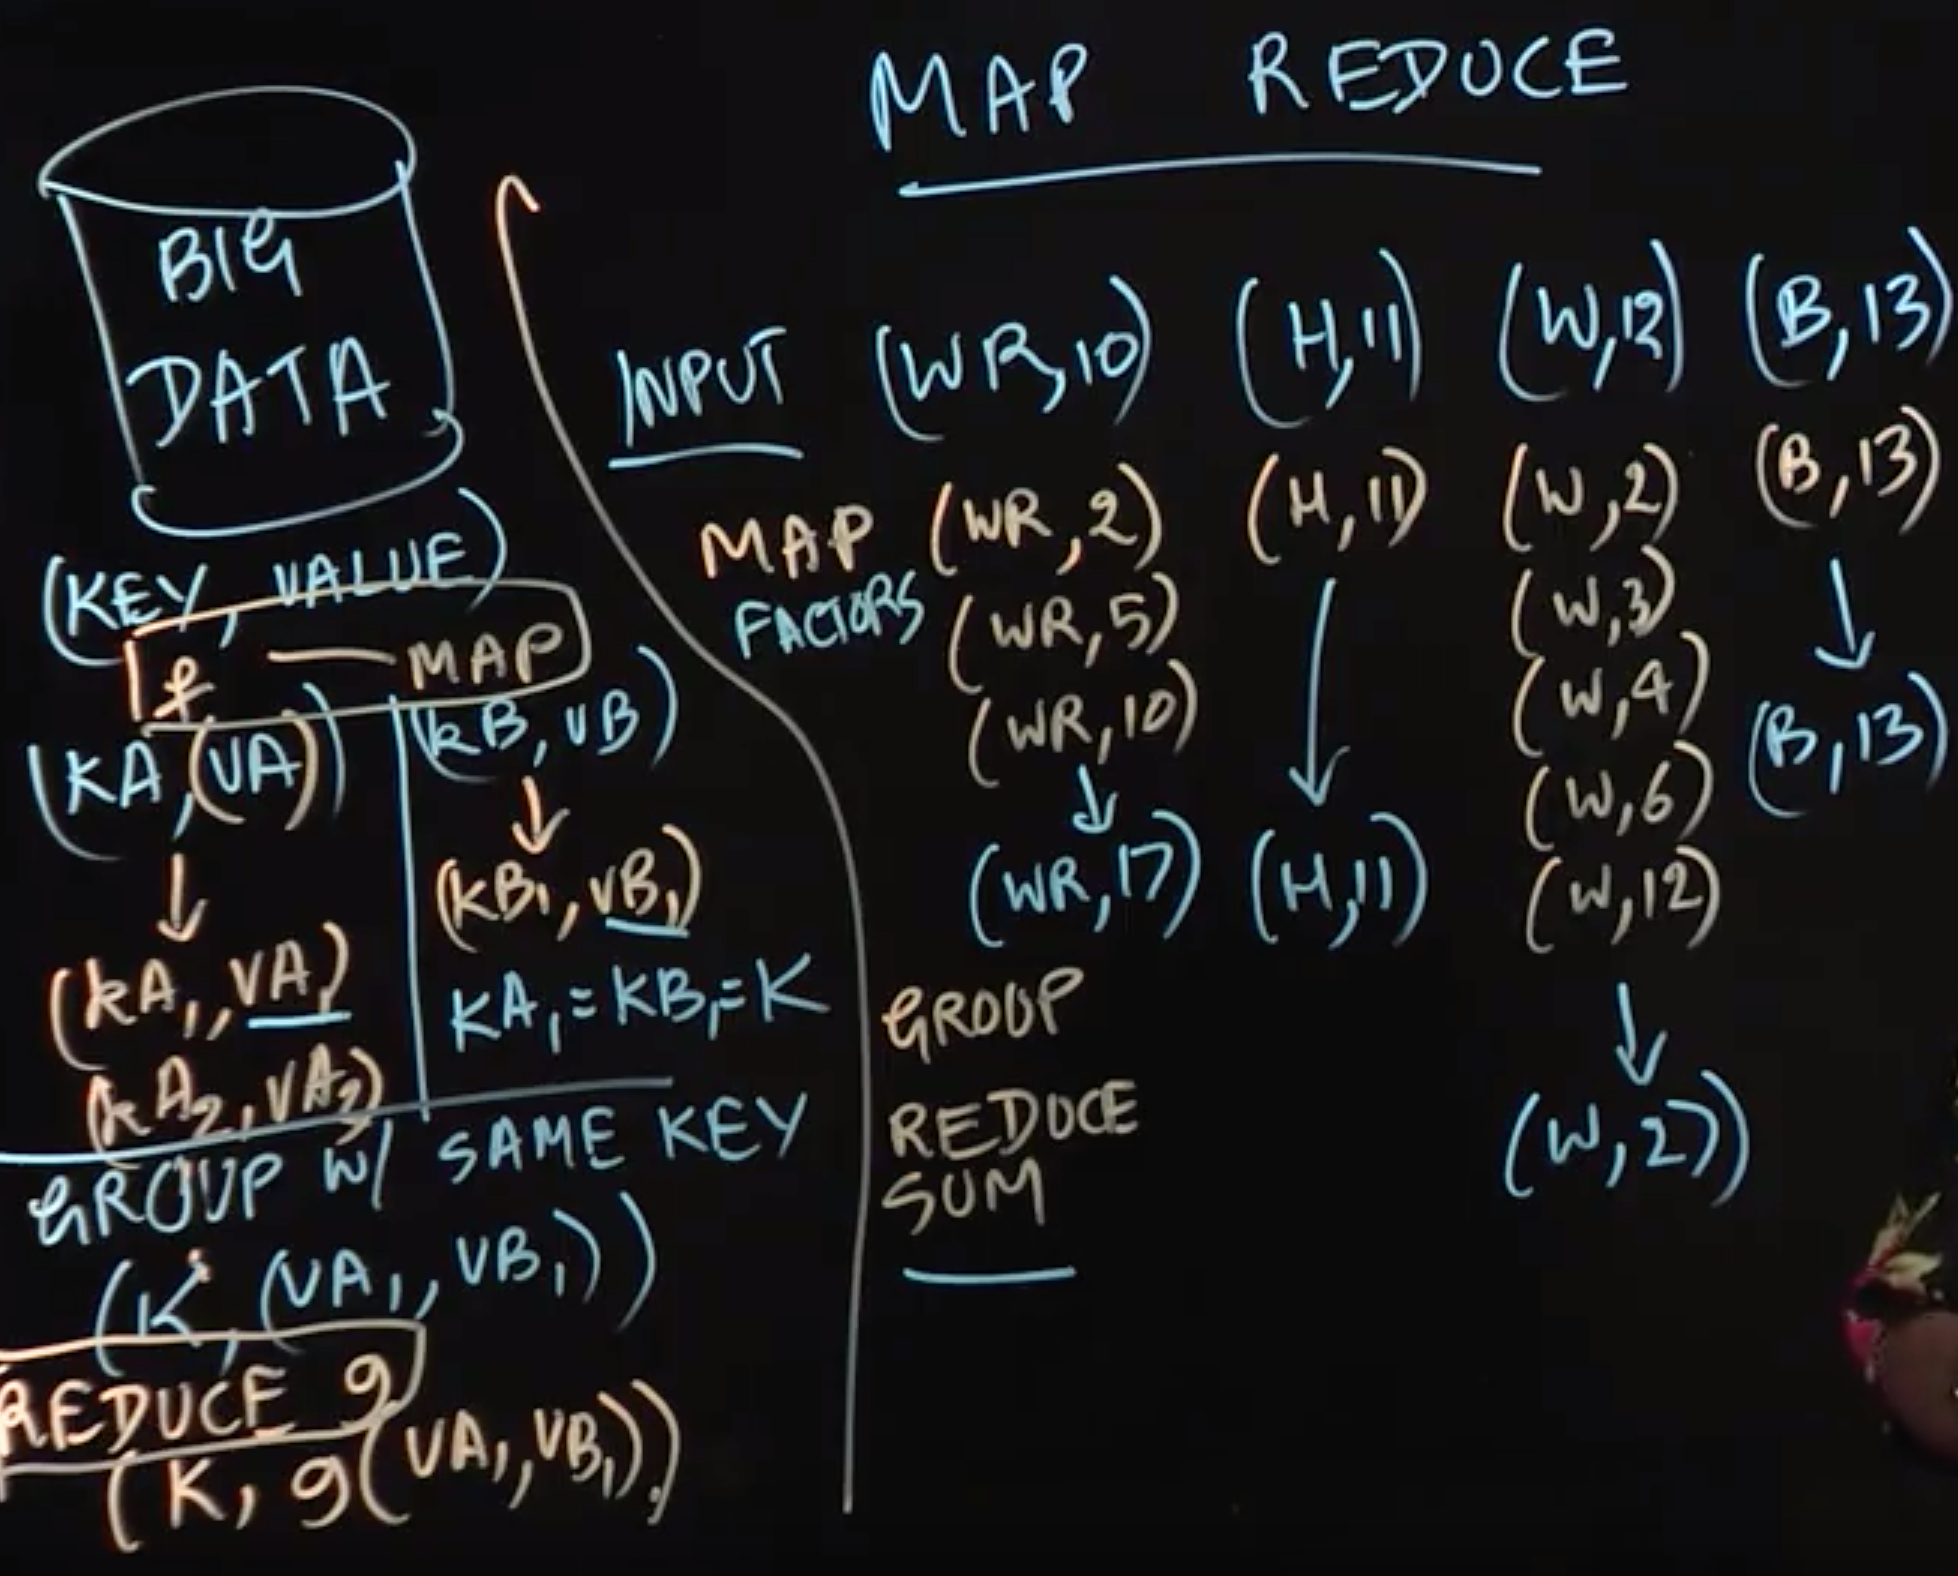 MAP REDUCE
BIG
DATA
(KEY, VALUE)
f — MAP
(KA, (VA))
(KB, VB)
(KA1, VA1)
(KA2, VA2)
(KB1, VB1)
KA1 = KB1 = K
GROUP W/ SAME KEY
(K, (VA1, VB1))
REDUCE g
(K, g(VA1, VB1))
INPUT (WR,10) (H,11) (W,12) (B,13)
MAP (WR,2) (H,11) (W,2) (B,13)
FACTORS (WR,5) (W,3)
(WR,10) (W,4) (B,13)
(W,6)
(WR,17) (H,11) (W,12)
GROUP
REDUCE (W,27)
SUM